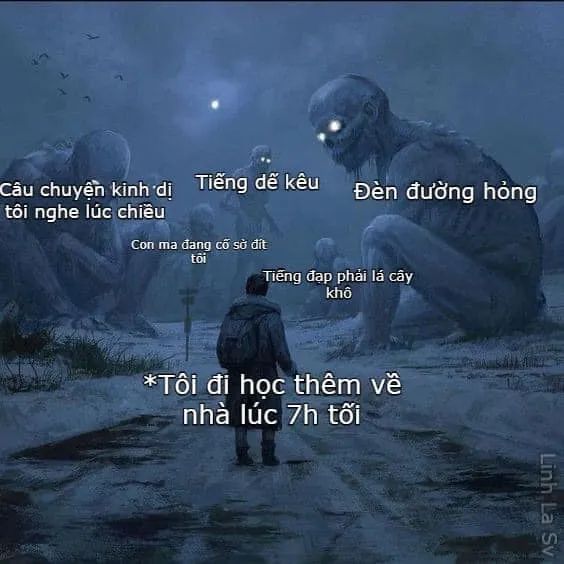 Câu chuyện kinh dị
tôi nghe lúc chiều
Tiếng dế kêu
Đèn đường hỏng
Con ma đang cố sờ đít
tôi
Tiếng đạp phải lá cây
khô
*Tôi đi học thêm về
nhà lúc 7h tối
Linh La Sv